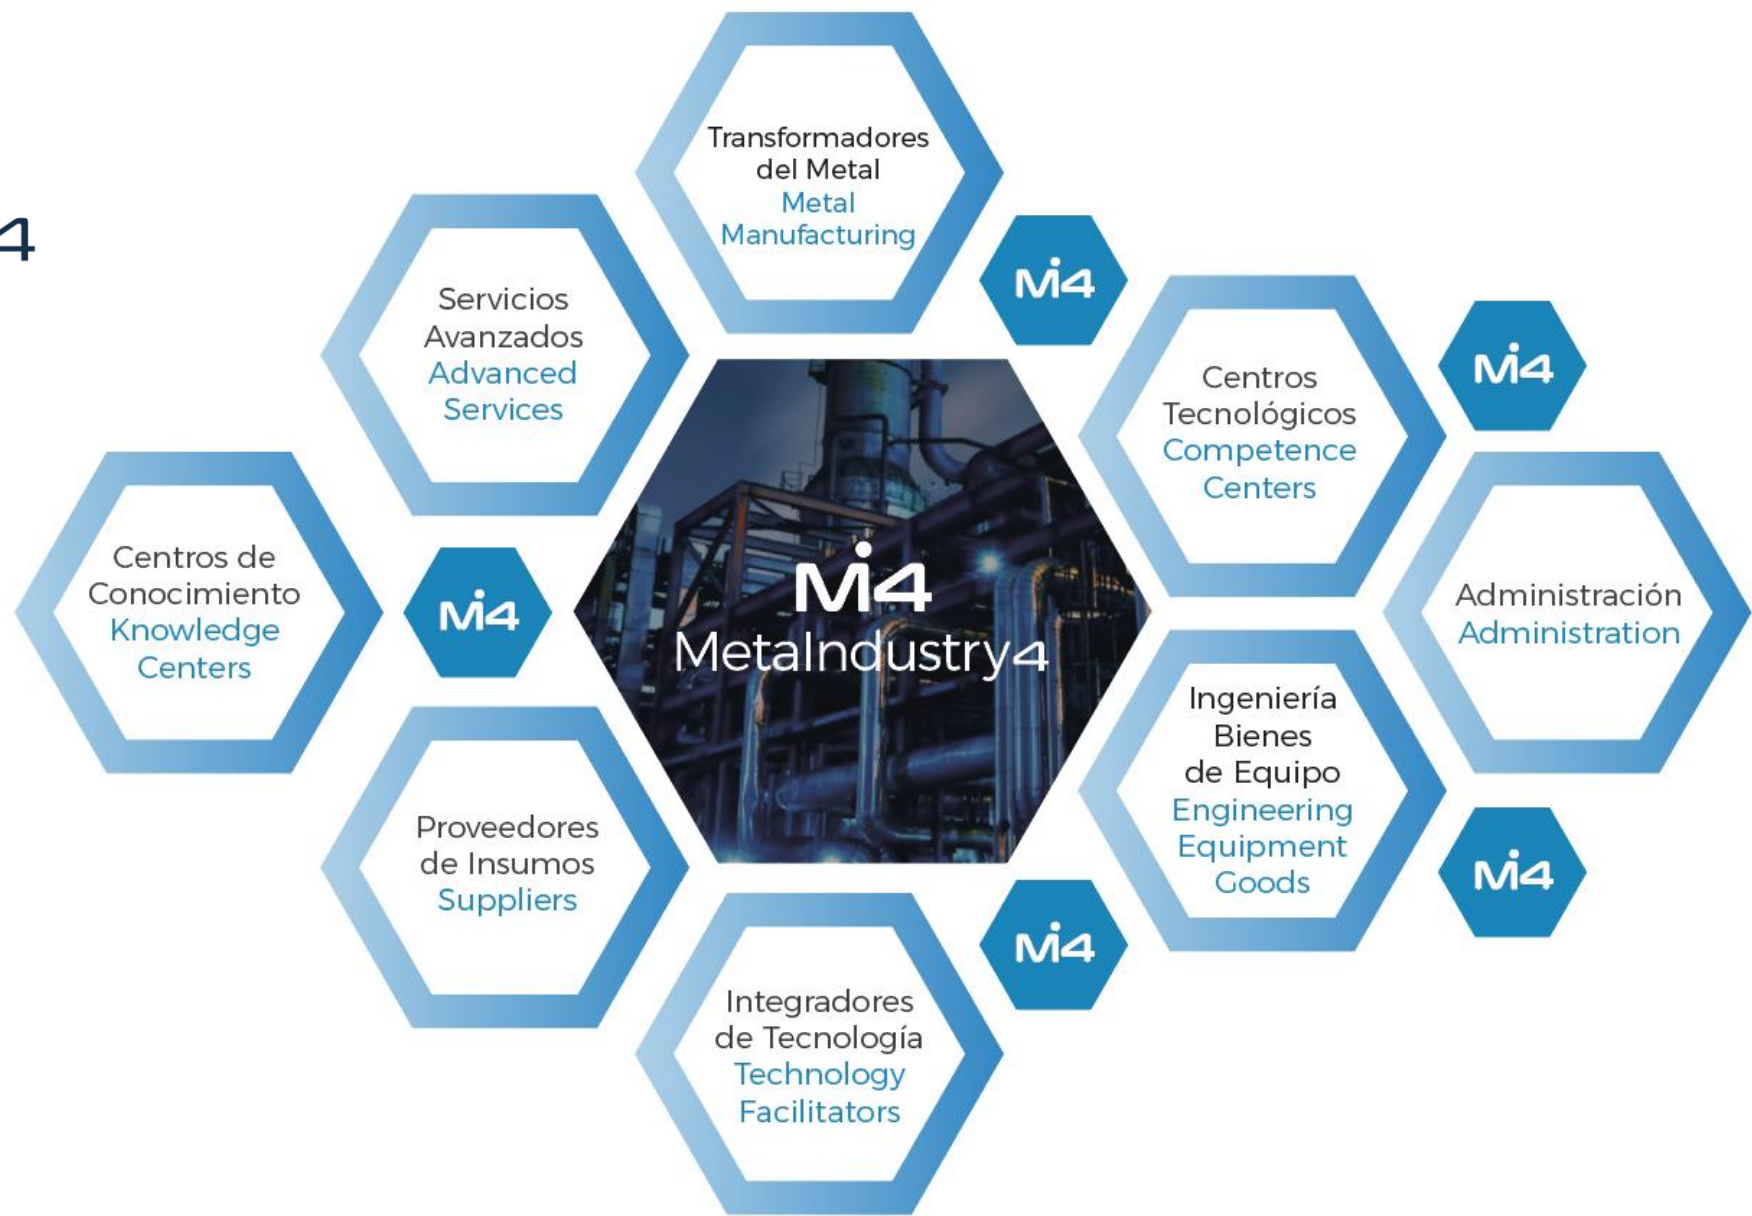 4
Transformadores
del Metal
Metal
Manufacturing
Mi4
Servicios
Avanzados
Advanced
Services
Centros
Tecnológicos
Competence
Centers
Mi4
Centros de
Conocimiento
Knowledge
Centers
Mi4
Mi4
MetaIndustry4
Administración
Administration
Ingeniería
Bienes
de Equipo
Engineering
Equipment
Goods
Proveedores
de Insumos
Suppliers
Mi4
Mi4
Integradores
de Tecnología
Technology
Facilitators